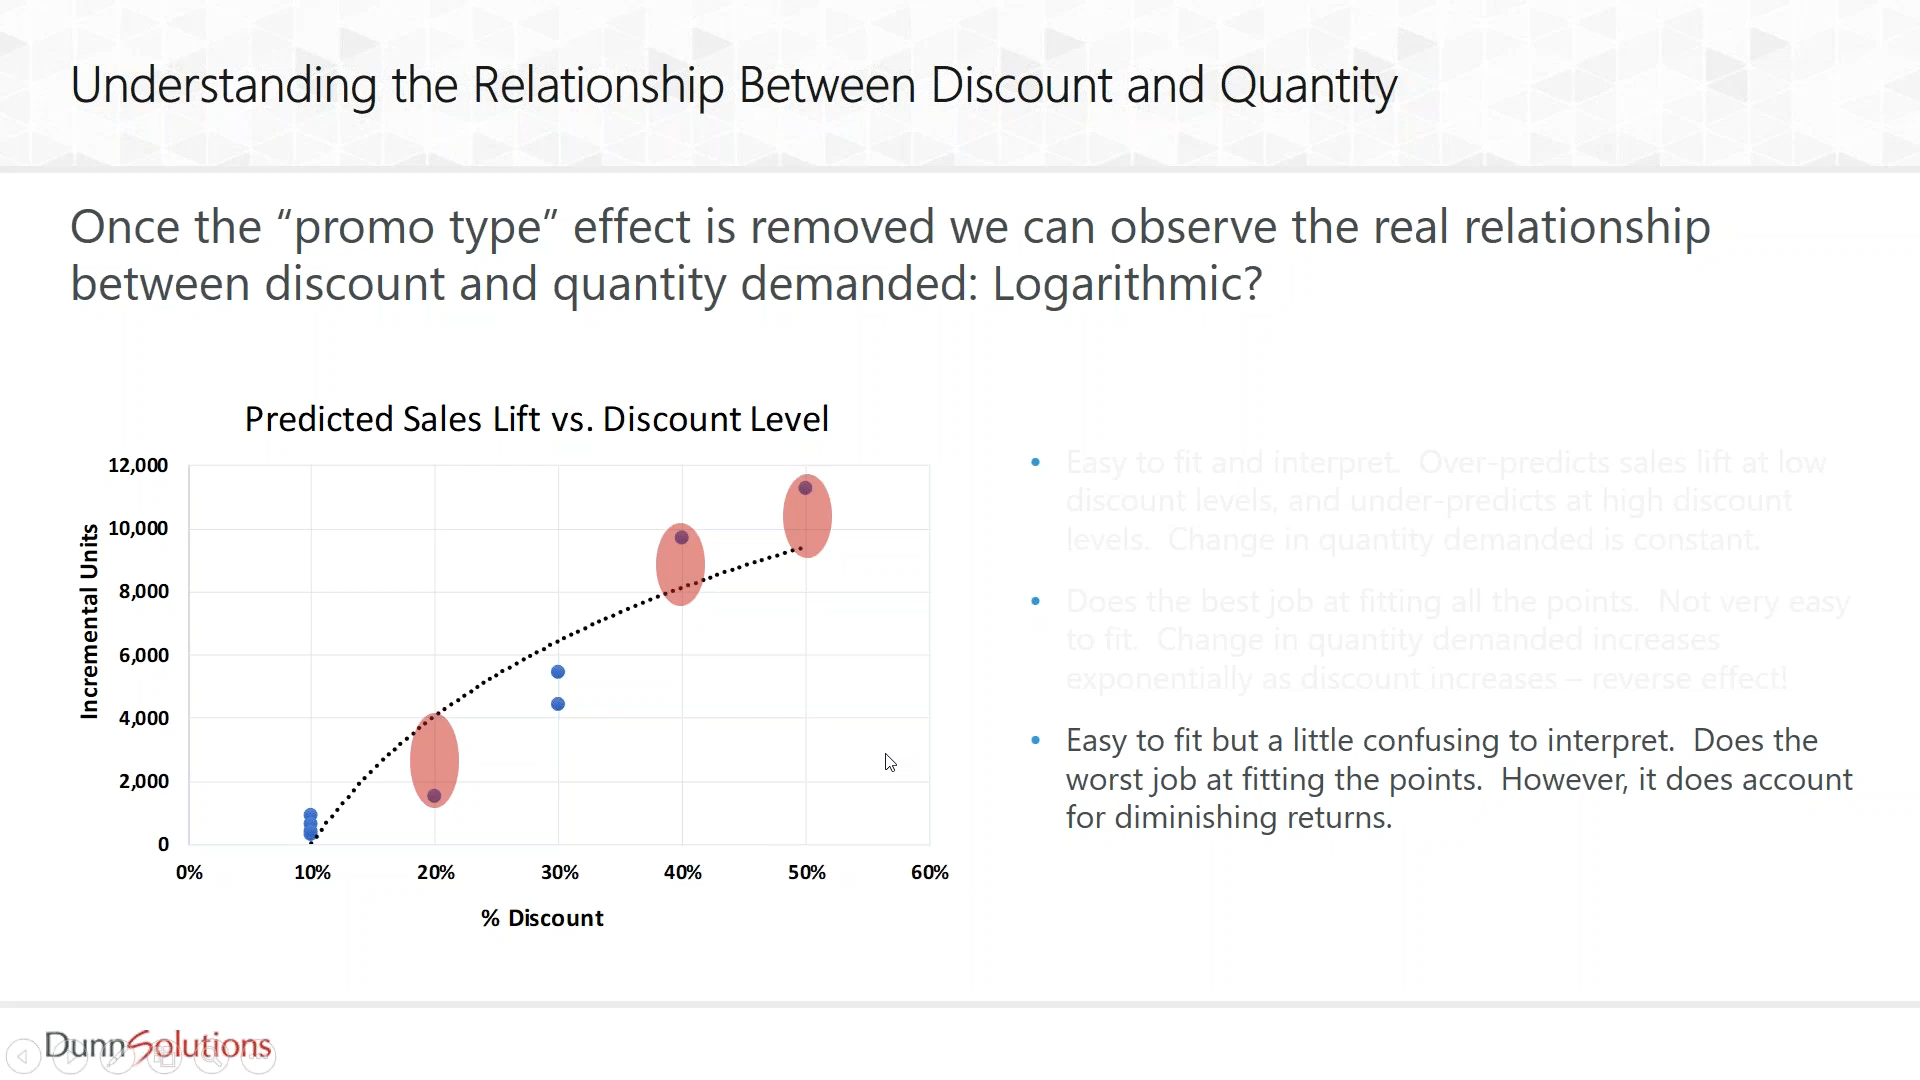 Understanding the Relationship Between Discount and Quantity
Once the “promo type” effect is removed we can observe the real relationship
between discount and quantity demanded: Logarithmic?
Predicted Sales Lift vs. Discount Level
12,000
10,000
8,000
6,000
4,000
2,000
0
Incremental Units
0% 10% 20% 30% 40% 50% 60%
% Discount
• Easy to fit and interpret. Over-predicts sales lift at low
discount levels, and under-predicts at high discount
levels. Change in quantity demanded is constant.
• Does the best job at fitting all the points. Not very easy
to fit. Change in quantity demanded increases
exponentially as discount increases – reverse effect!
• Easy to fit but a little confusing to interpret. Does the
worst job at fitting the points. However, it does account
for diminishing returns.
DunnSolutions